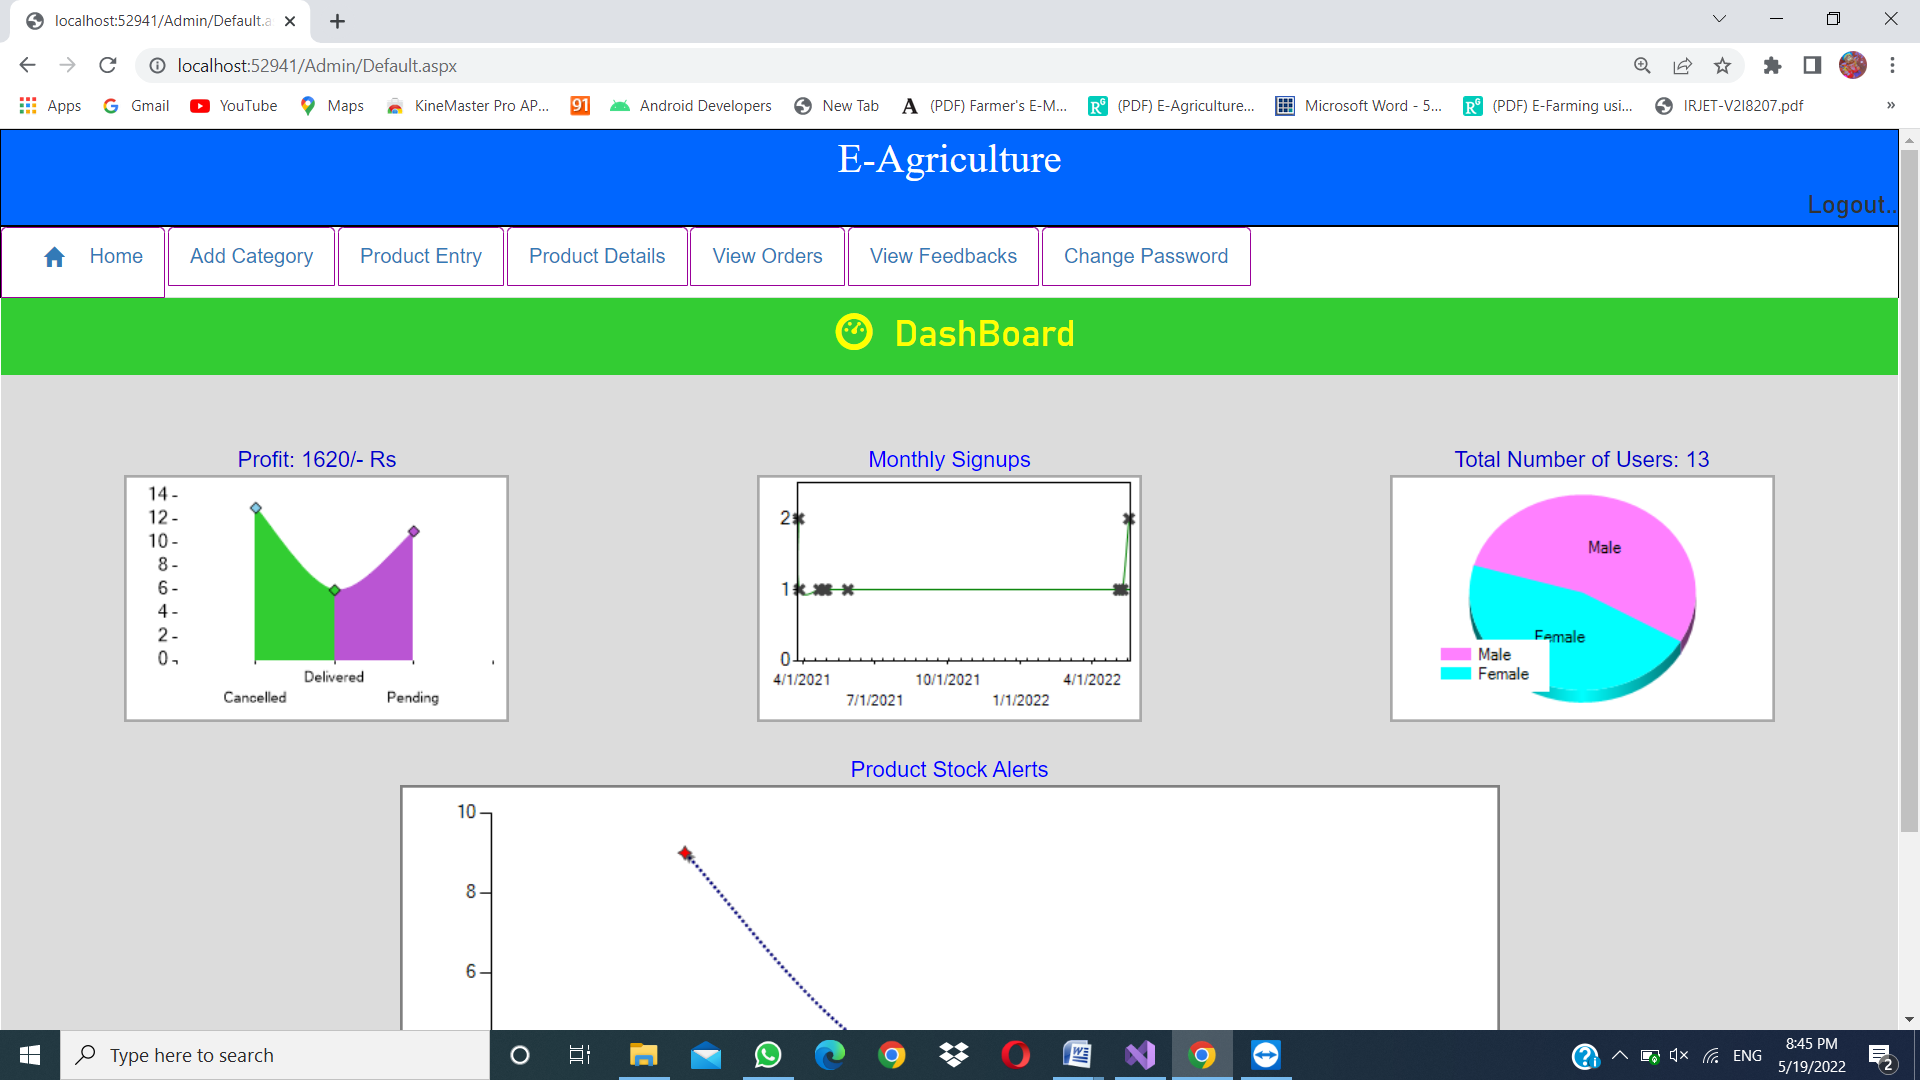 localhost:52941/Admin/Default.a
localhost:52941/Admin/Default.aspx
Apps Gmail YouTube Maps KineMaster Pro AP... 91 Android Developers New Tab A (PDF) Farmer's E-M... (PDF) E-Agriculture... Microsoft Word - 5... (PDF) E-Farming usi... IRJET-V2I8207.pdf »
E-Agriculture
Logout..
Home Add Category Product Entry Product Details View Orders View Feedbacks Change Password
DashBoard
Profit: 1620/- Rs
14
12
10
8
6
4
2
0
Delivered
Cancelled Pending
Monthly Signups
2
1
0
4/1/2021 10/1/2021 4/1/2022
7/1/2021 1/1/2022
Total Number of Users: 13
Male
Female
Male
Female
Product Stock Alerts
10
8
6
Type here to search
ENG
8:45 PM
5/19/2022
2